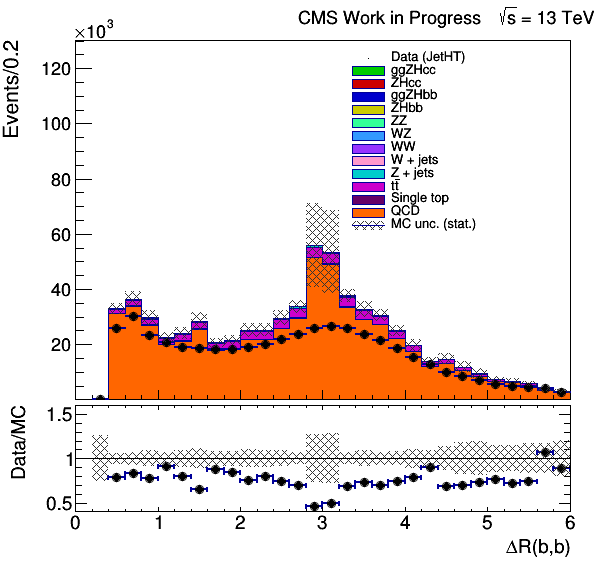 CMS Work in Progress √s = 13 TeV
×10³
Events/0.2
120
100
80
60
40
20
Data (JetHT)
ggZHcc
ZHcc
ggZHbb
ZHbb
ZZ
WZ
WW
W + jets
Z + jets
tt̄
Single top
QCD
MC unc. (stat.)
Data/MC
1.5
1
0.5
0 1 2 3 4 5 6
ΔR(b,b)